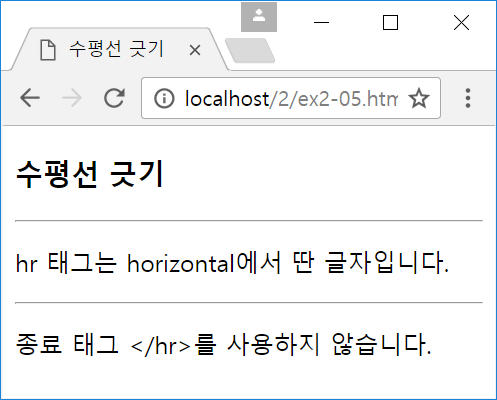 수평선 긋기
localhost/2/ex2-05.htm
수평선 긋기
hr 태그는 horizontal에서 딴 글자입니다.
종료 태그 </hr>를 사용하지 않습니다.